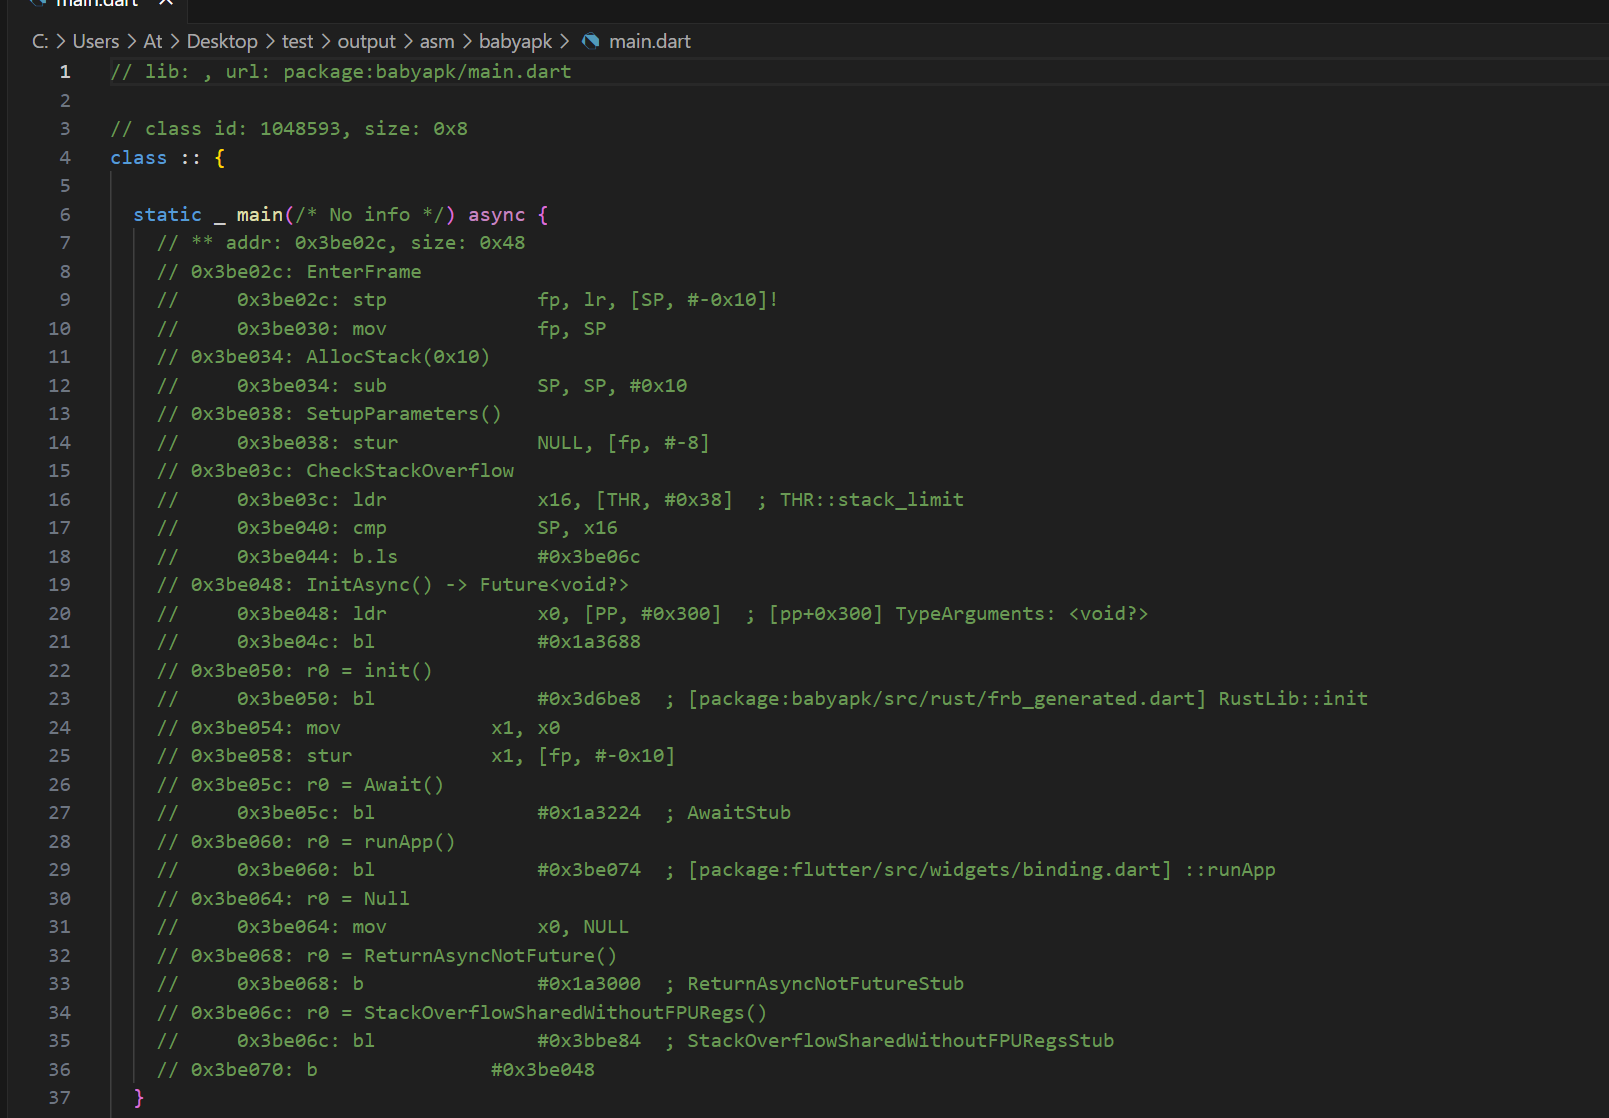 main.dart ×
C: > Users > At > Desktop > test > output > asm > babyapk > main.dart
1 // lib: , url: package:babyapk/main.dart
2
3 // class id: 1048593, size: 0x8
4 class :: {
5
6 static _ main(/* No info */) async {
7 // ** addr: 0x3be02c, size: 0x48
8 // 0x3be02c: EnterFrame
9 //     0x3be02c: stp             fp, lr, [SP, #-0x10]!
10 //     0x3be030: mov             fp, SP
11 // 0x3be034: AllocStack(0x10)
12 //     0x3be034: sub             SP, SP, #0x10
13 // 0x3be038: SetupParameters()
14 //     0x3be038: stur            NULL, [fp, #-8]
15 // 0x3be03c: CheckStackOverflow
16 //     0x3be03c: ldr             x16, [THR, #0x38]  ; THR::stack_limit
17 //     0x3be040: cmp             SP, x16
18 //     0x3be044: b.ls            #0x3be06c
19 // 0x3be048: InitAsync() -> Future<void?>
20 //     0x3be048: ldr             x0, [PP, #0x300]  ; [pp+0x300] TypeArguments: <void?>
21 //     0x3be04c: bl              #0x1a3688
22 // 0x3be050: r0 = init()
23 //     0x3be050: bl              #0x3d6be8  ; [package:babyapk/src/rust/frb_generated.dart] RustLib::init
24 // 0x3be054: mov             x1, x0
25 // 0x3be058: stur            x1, [fp, #-0x10]
26 // 0x3be05c: r0 = Await()
27 //     0x3be05c: bl              #0x1a3224  ; AwaitStub
28 // 0x3be060: r0 = runApp()
29 //     0x3be060: bl              #0x3be074  ; [package:flutter/src/widgets/binding.dart] ::runApp
30 // 0x3be064: r0 = Null
31 //     0x3be064: mov             x0, NULL
32 // 0x3be068: r0 = ReturnAsyncNotFuture()
33 //     0x3be068: b               #0x1a3000  ; ReturnAsyncNotFutureStub
34 // 0x3be06c: r0 = StackOverflowSharedWithoutFPURegs()
35 //     0x3be06c: bl              #0x3bbe84  ; StackOverflowSharedWithoutFPURegsStub
36 // 0x3be070: b               #0x3be048
37 }